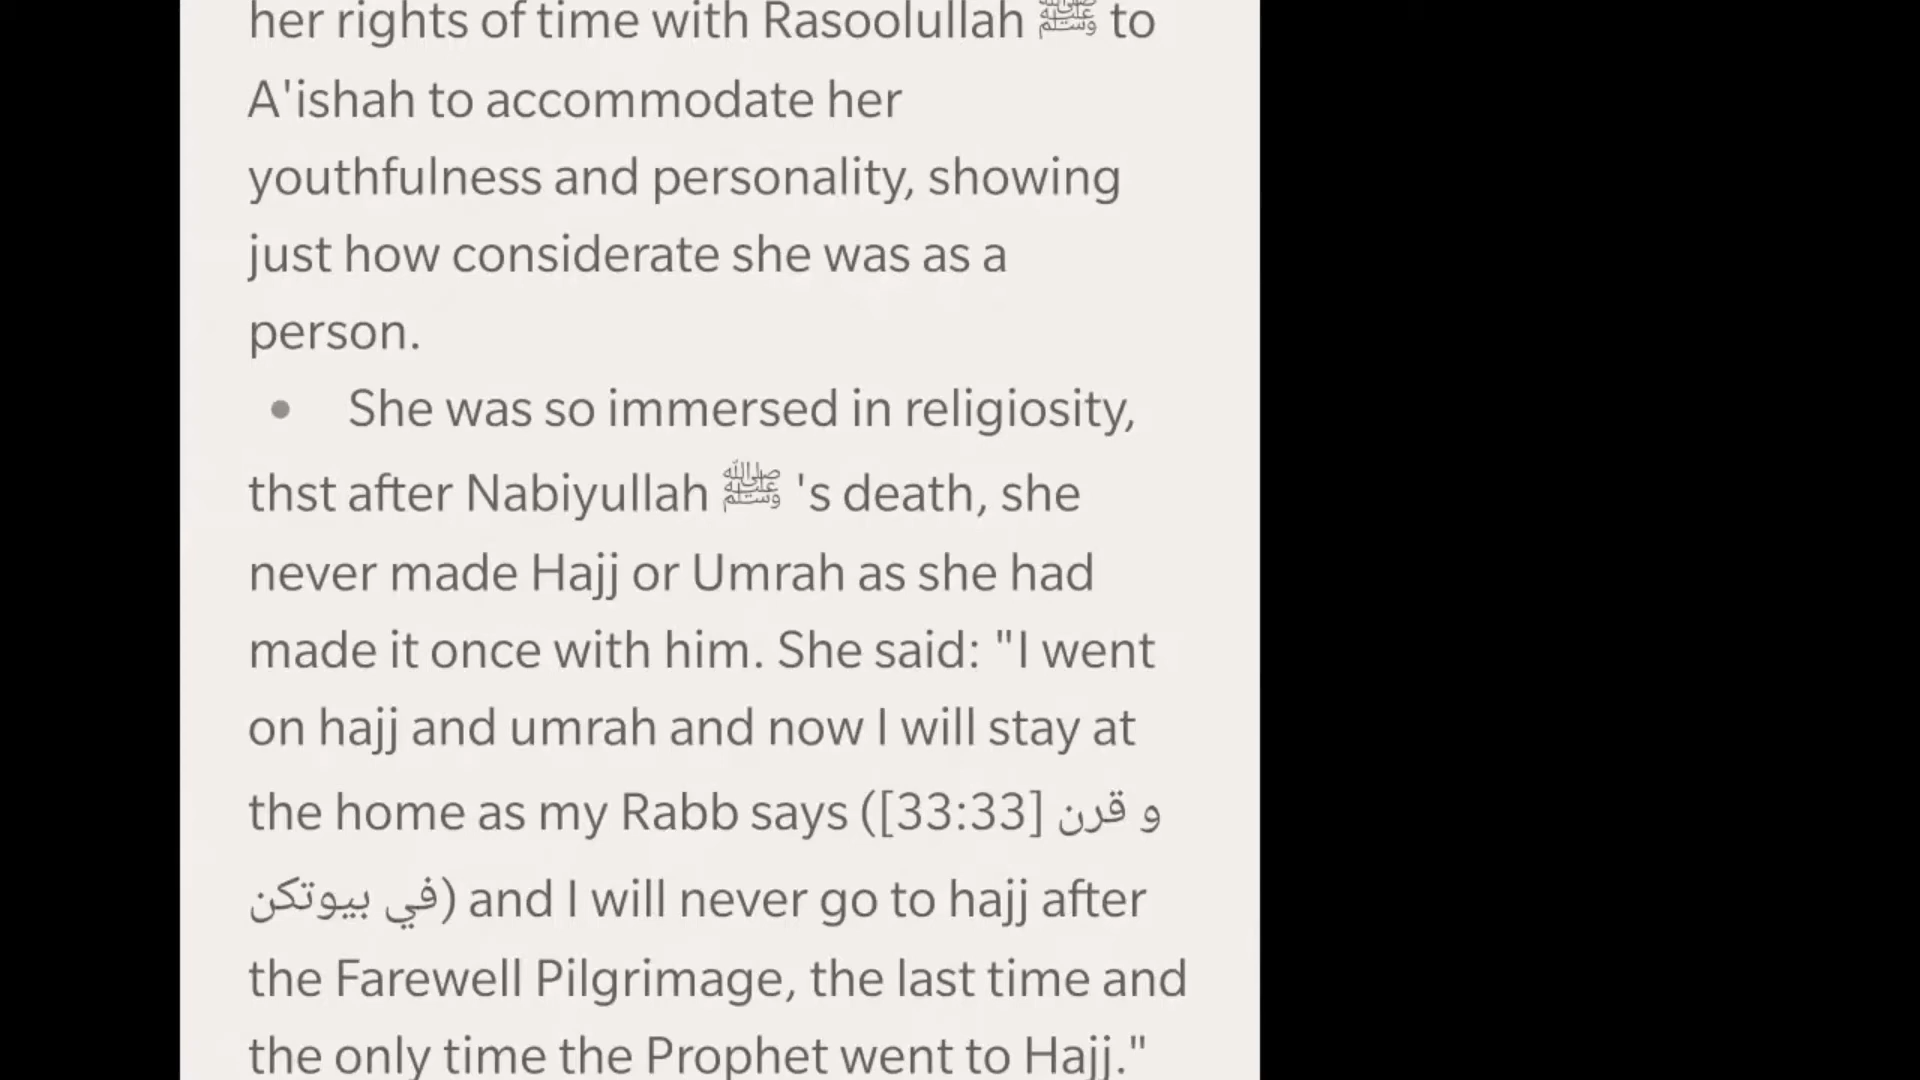 her rights of time with Rasoolullah ﷺ to
A'ishah to accommodate her
youthfulness and personality, showing
just how considerate she was as a
person.
• She was so immersed in religiosity,
thst after Nabiyullah ﷺ 's death, she
never made Hajj or Umrah as she had
made it once with him. She said: "I went
on hajj and umrah and now I will stay at
the home as my Rabb says ([33:33] و قرن
في بيوتكن) and I will never go to hajj after
the Farewell Pilgrimage, the last time and
the only time the Prophet went to Hajj."